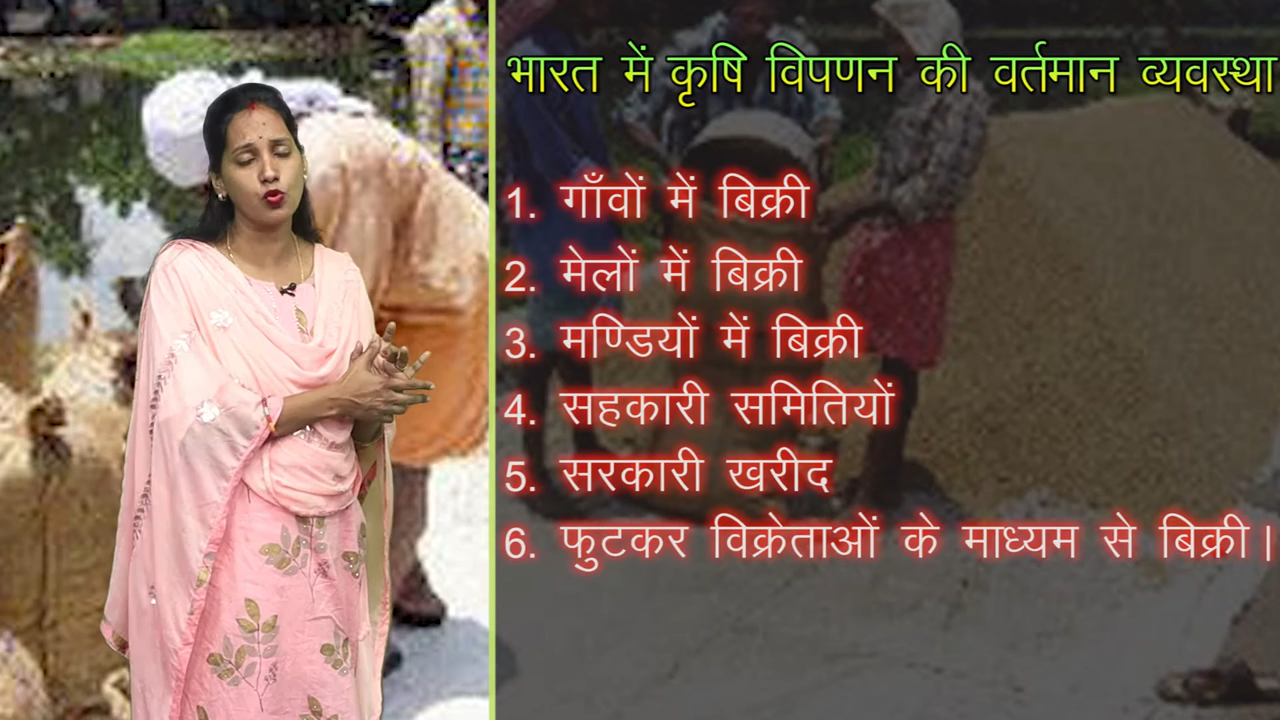 भारत में कृषि विपणन की वर्तमान व्यवस्था
1. गाँवों में बिक्री
2. मेलों में बिक्री
3. मण्डियों में बिक्री
4. सहकारी समितियों
5. सरकारी खरीद
6. फुटकर विक्रेताओं के माध्यम से बिक्री।